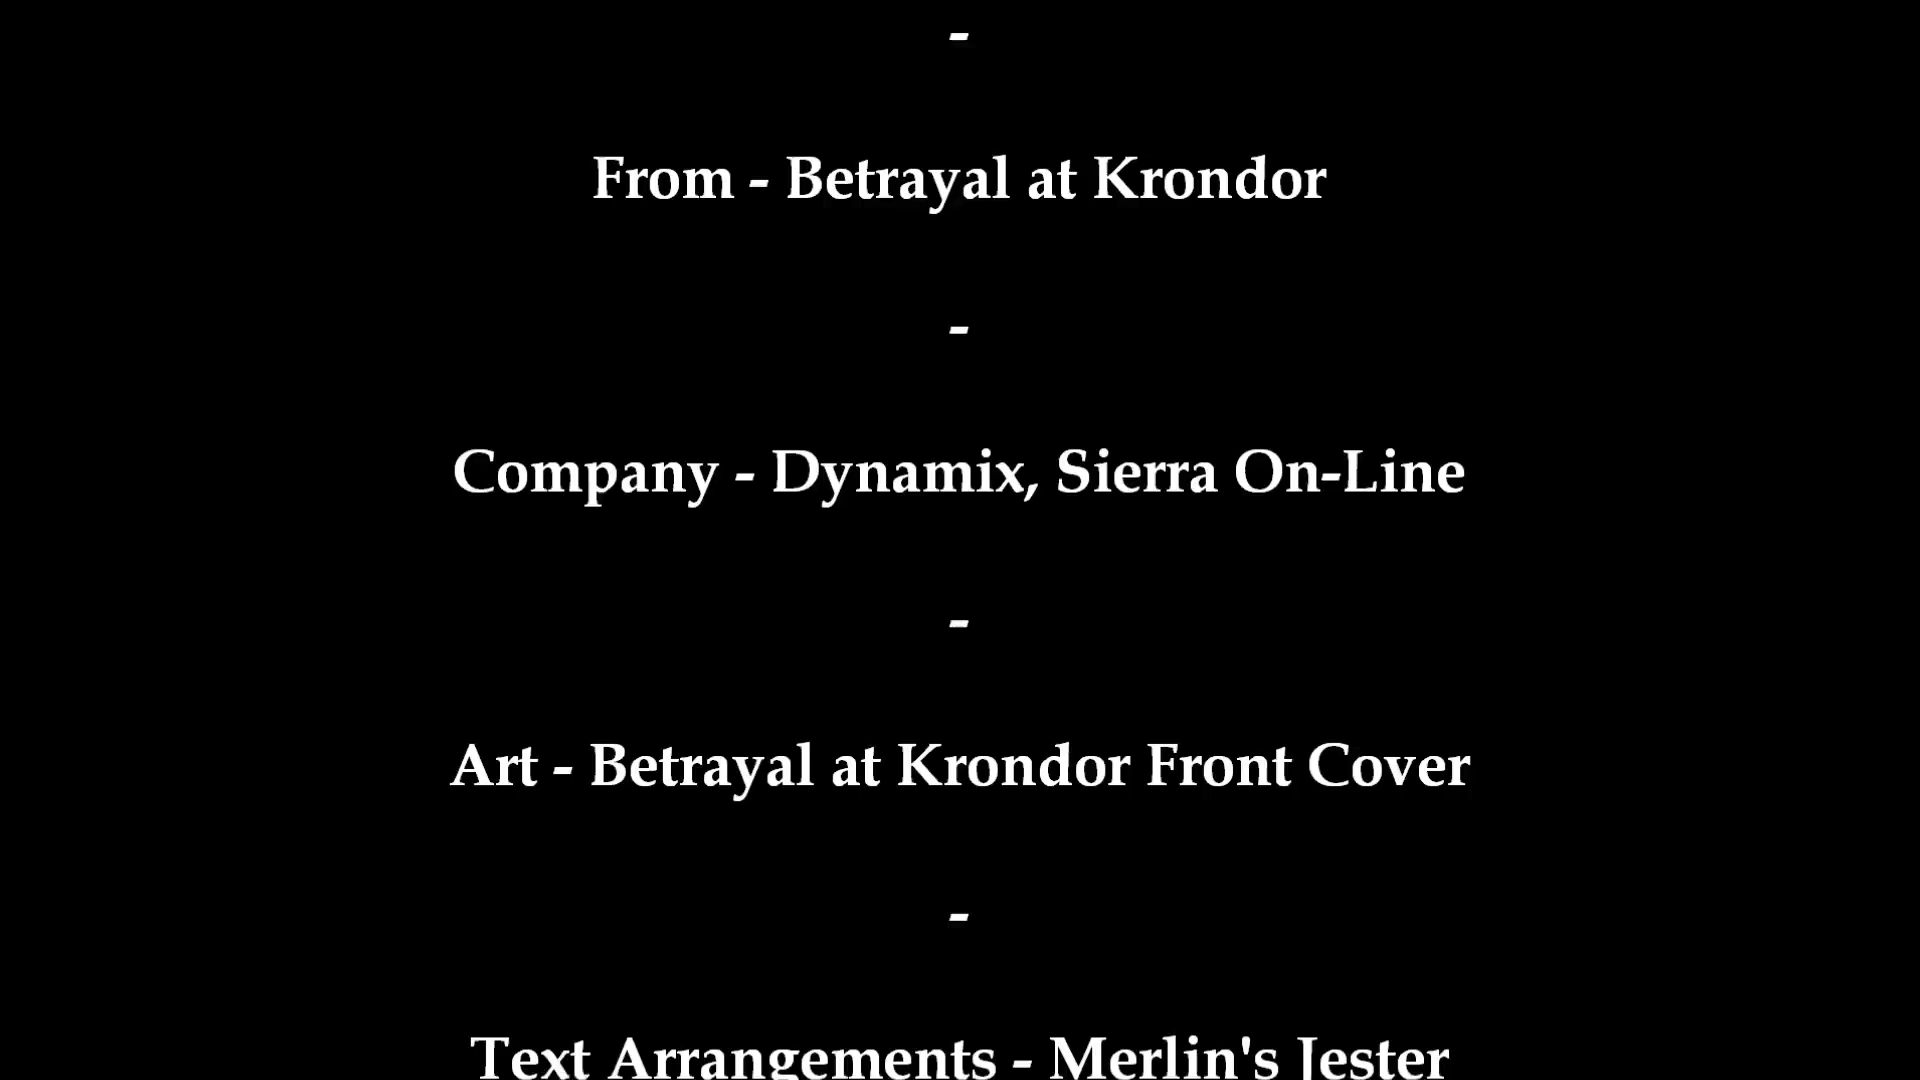 -
From - Betrayal at Krondor
-
Company - Dynamix, Sierra On-Line
-
Art - Betrayal at Krondor Front Cover
-
Text Arrangements - Merlin's Jester